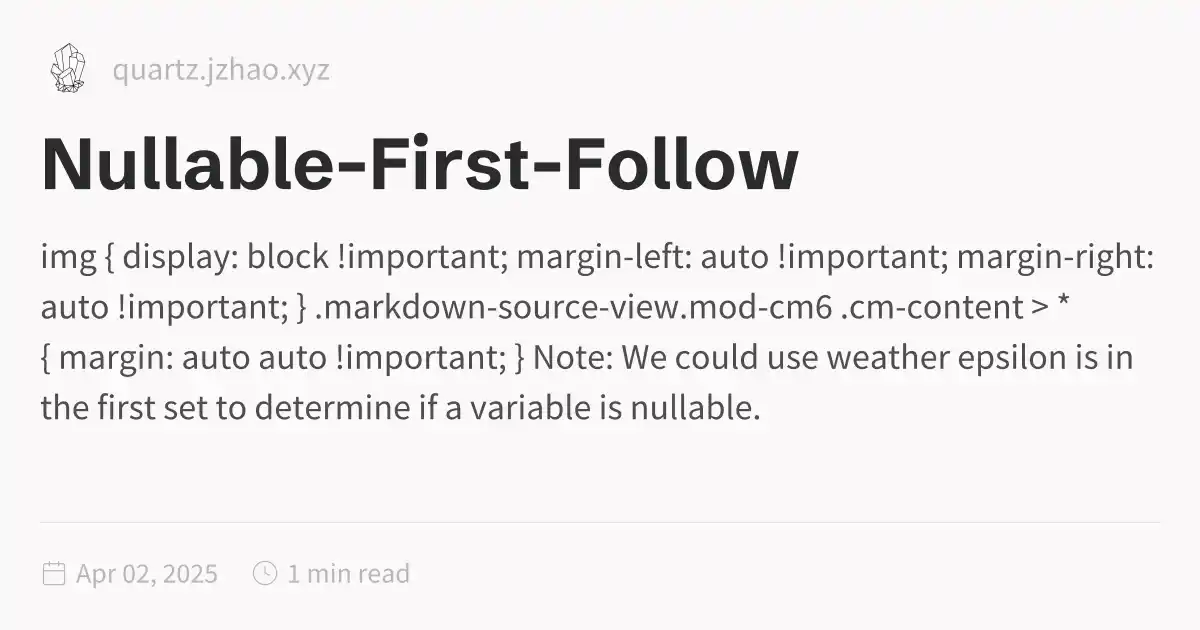 quartz.jzhao.xyz
Nullable-First-Follow
img { display: block !important; margin-left: auto !important; margin-right:
auto !important; } .markdown-source-view.mod-cm6 .cm-content > *
{ margin: auto auto !important; } Note: We could use weather epsilon is in
the first set to determine if a variable is nullable.
Apr 02, 2025 1 min read